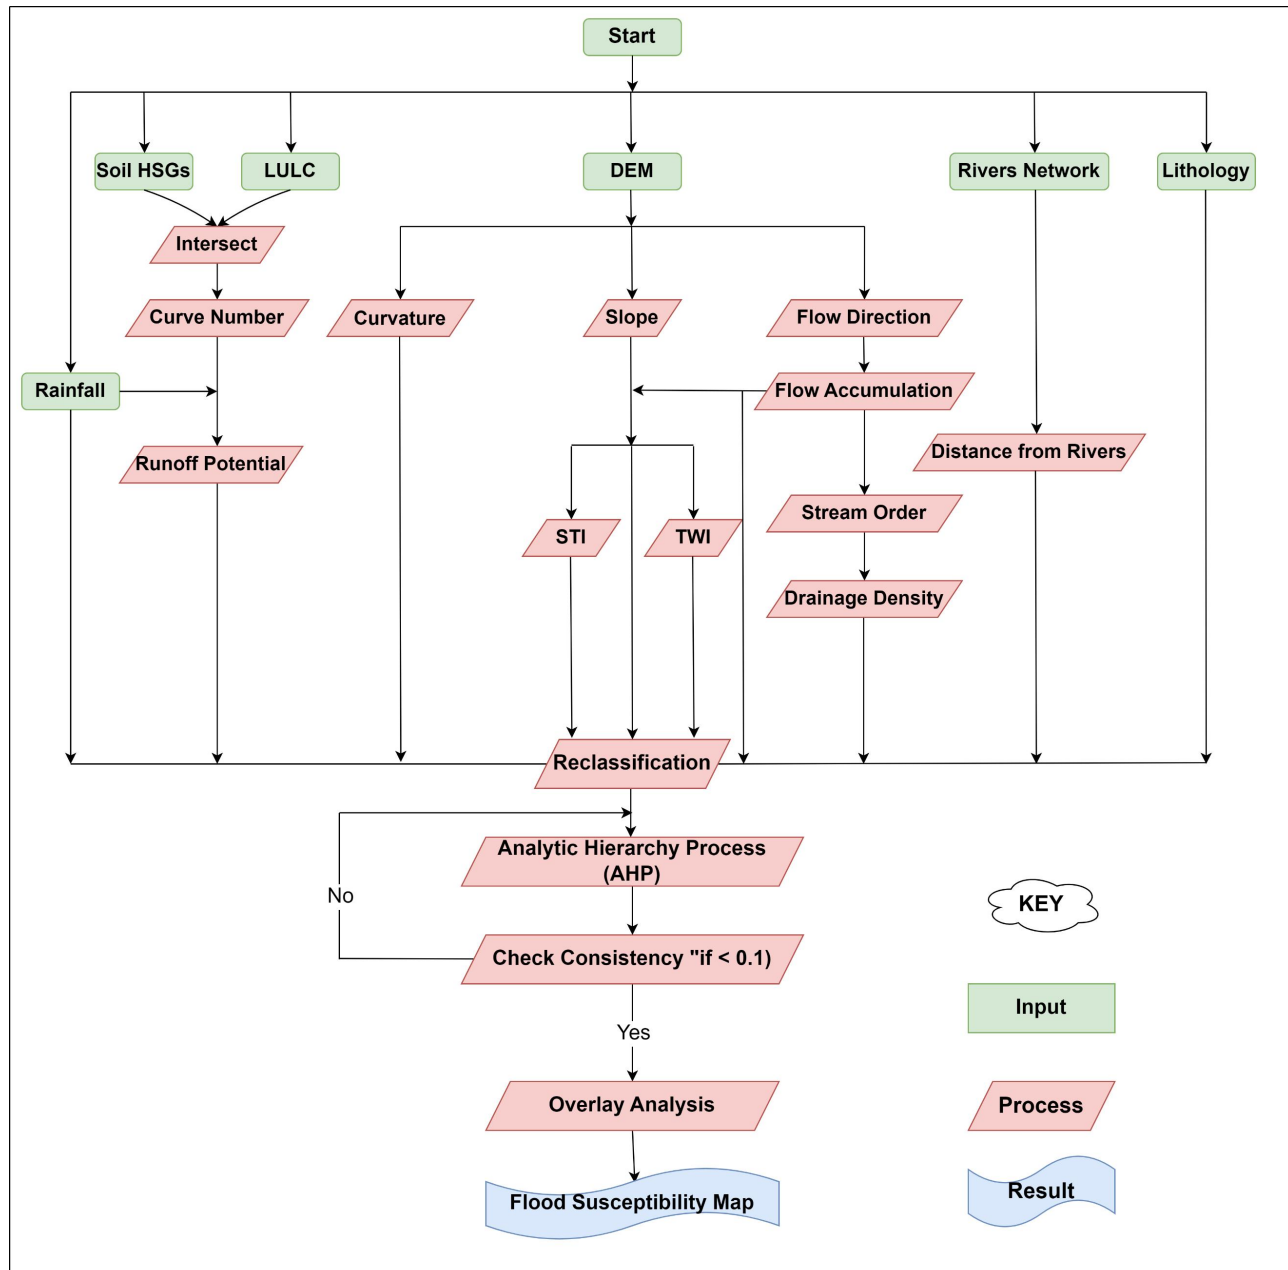 Start
Soil HSGs
LULC
DEM
Rivers Network
Lithology
Intersect
Curve Number
Curvature
Slope
Flow Direction
Rainfall
Flow Accumulation
Runoff Potential
Distance from Rivers
STI
TWI
Stream Order
Drainage Density
Reclassification
Analytic Hierarchy Process
(AHP)
No
KEY
Check Consistency "if < 0.1)
Input
Yes
Overlay Analysis
Process
Flood Susceptibility Map
Result